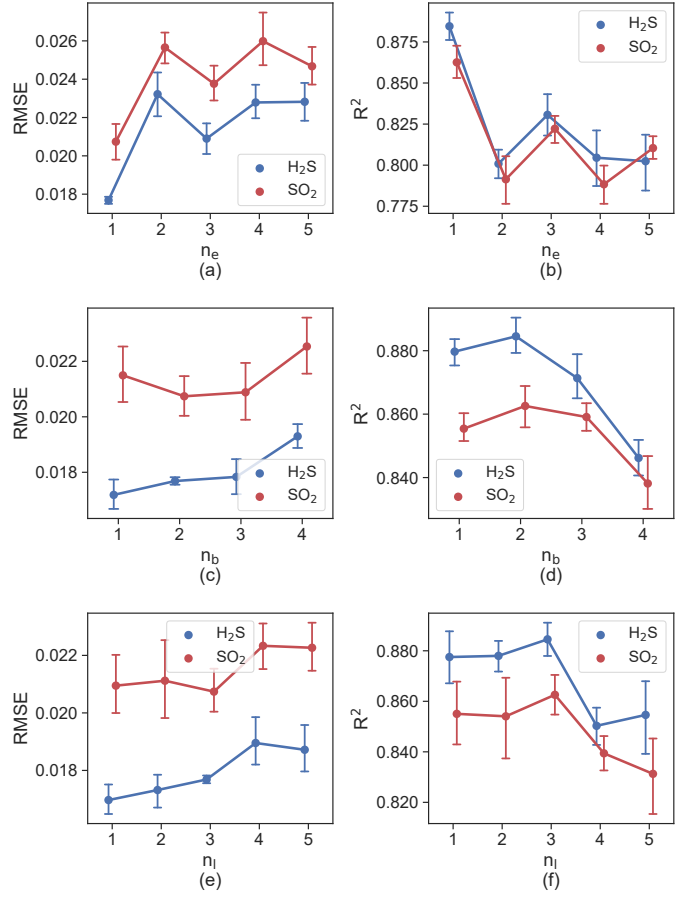 0.026
0.024
0.022
0.020
0.018
RMSE
H₂S
SO₂
1 2 3 4 5
nₑ
(a)
0.875
0.850
0.825
0.800
0.775
R²
H₂S
SO₂
1 2 3 4 5
nₑ
(b)
0.022
0.020
0.018
RMSE
H₂S
SO₂
1 2 3 4
n_b
(c)
0.880
0.860
0.840
R²
H₂S
SO₂
1 2 3 4
n_b
(d)
0.022
0.020
0.018
RMSE
H₂S
SO₂
1 2 3 4 5
n_l
(e)
0.880
0.860
0.840
0.820
R²
H₂S
SO₂
1 2 3 4 5
n_l
(f)